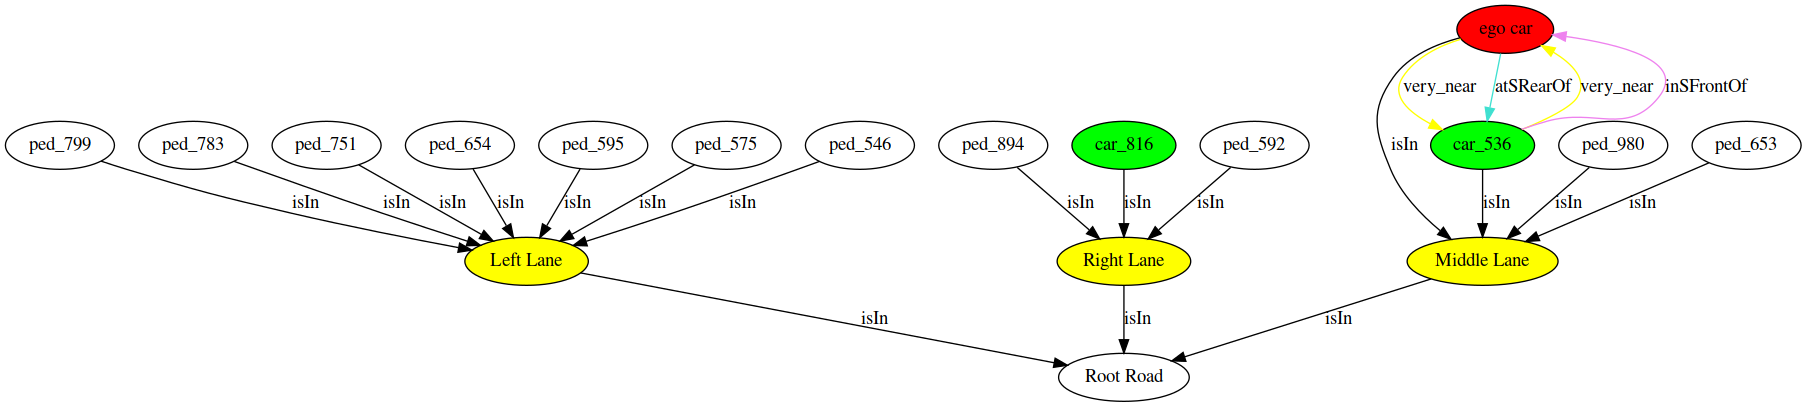 ego car
very_near atSRearOf very_near inSFrontOf
ped_799 ped_783 ped_751 ped_654 ped_595 ped_575 ped_546 ped_894 car_816 ped_592 isIn car_536 ped_980 ped_653
isIn isIn isIn isIn isIn isIn isIn isIn isIn isIn isIn isIn isIn
Left Lane Right Lane Middle Lane
isIn isIn isIn
Root Road